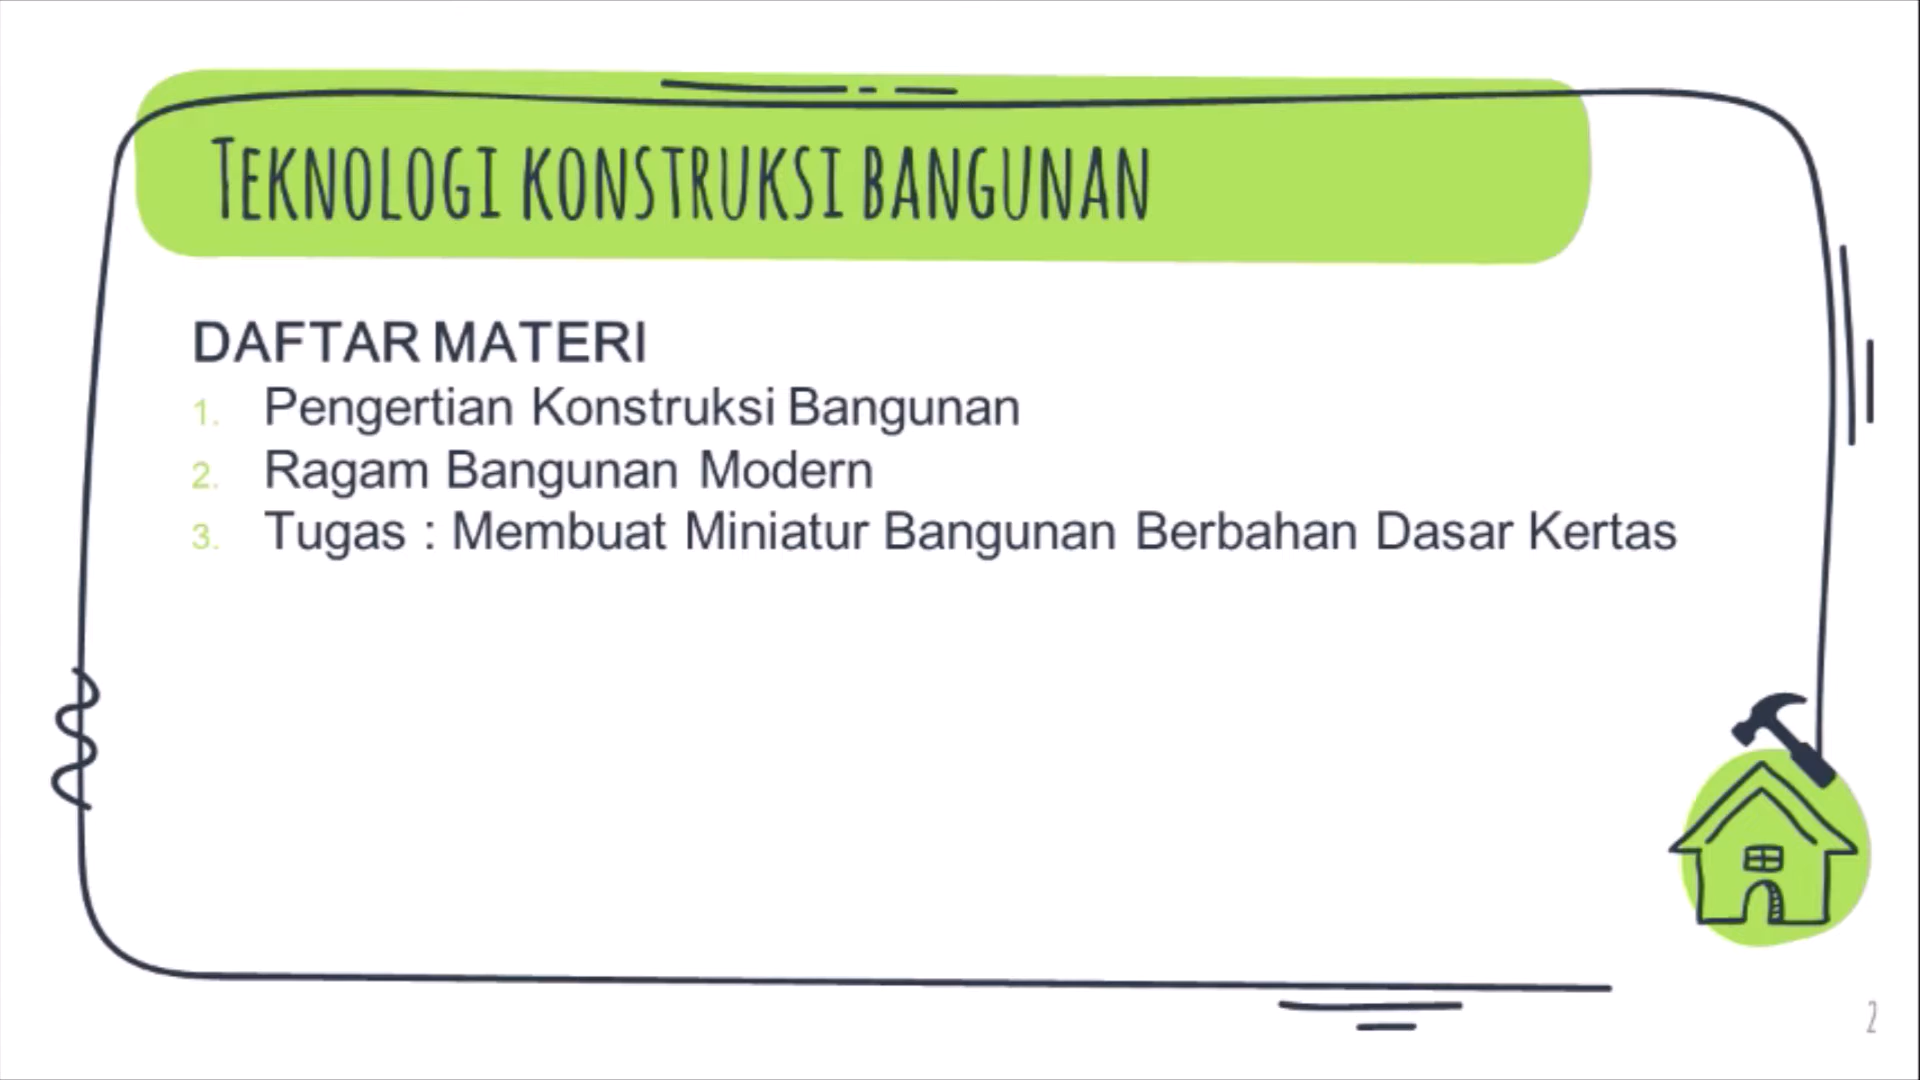 TEKNOLOGI KONSTRUKSI BANGUNAN
DAFTAR MATERI
1. Pengertian Konstruksi Bangunan
2. Ragam Bangunan Modern
3. Tugas : Membuat Miniatur Bangunan Berbahan Dasar Kertas
2